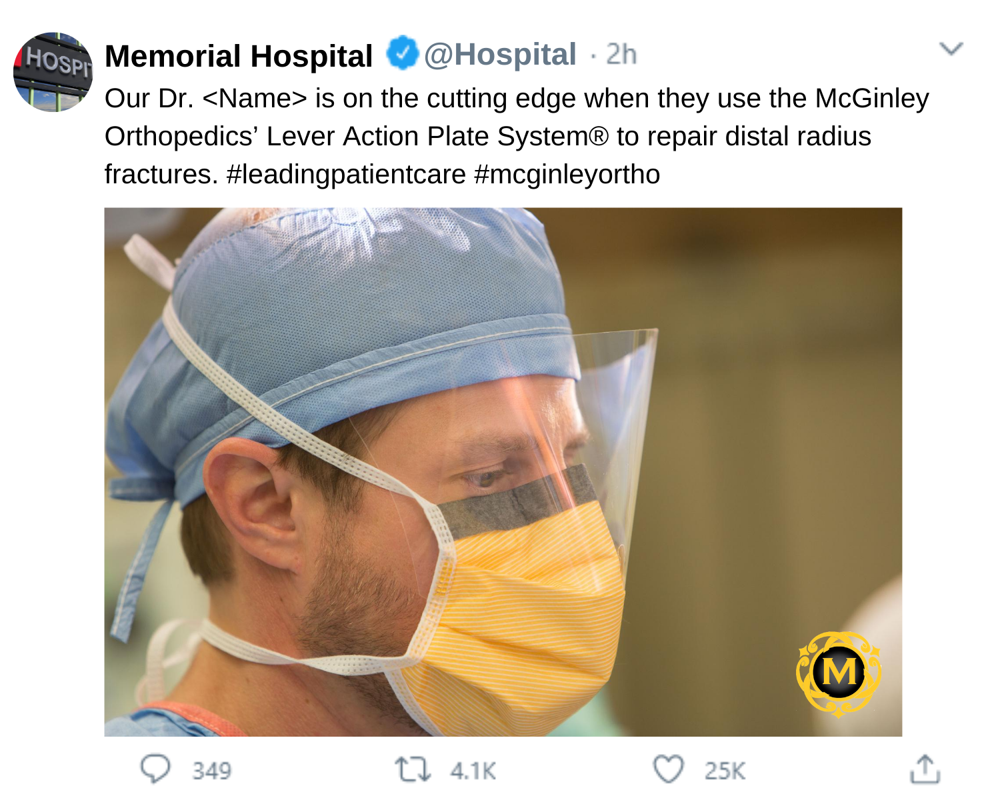 HOSPI
Memorial Hospital @Hospital · 2h
Our Dr. <Name> is on the cutting edge when they use the McGinley
Orthopedics’ Lever Action Plate System® to repair distal radius
fractures. #leadingpatientcare #mcginleyortho
M
349 4.1K 25K